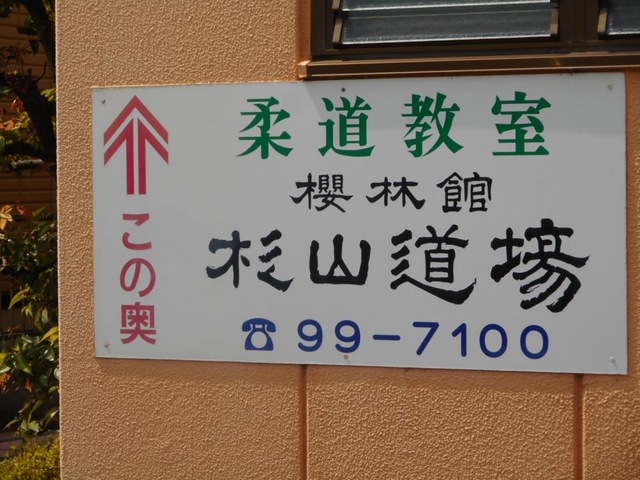 柔道教室
櫻林館
杉山道場
☎99-7100
この奥